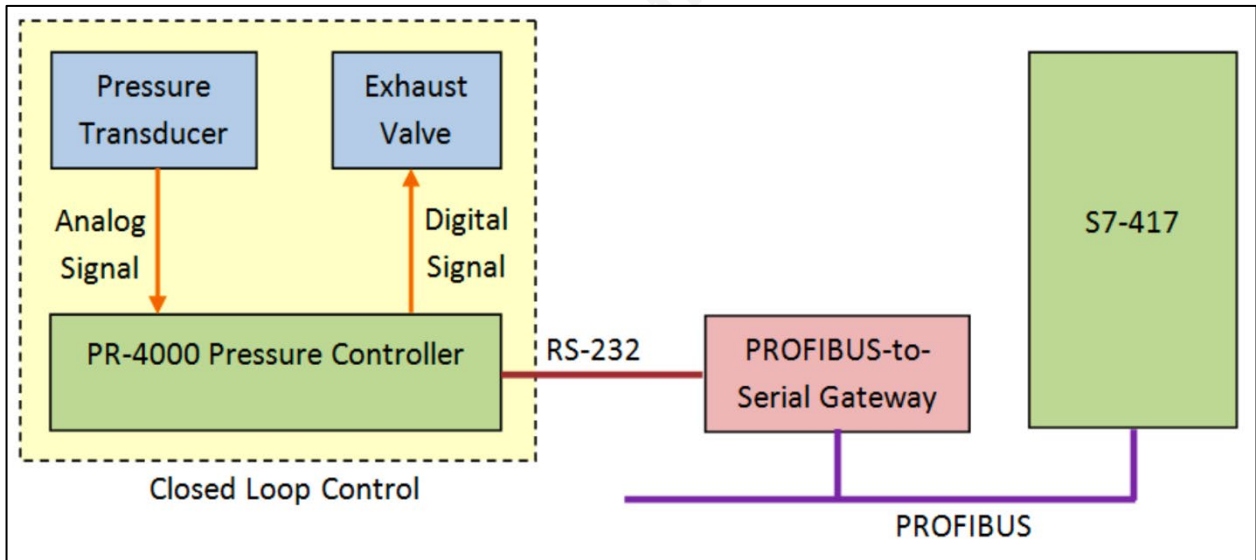 Pressure
Transducer
Exhaust
Valve
Analog
Signal
Digital
Signal
PR-4000 Pressure Controller
Closed Loop Control
RS-232
PROFIBUS-to-
Serial Gateway
S7-417
PROFIBUS